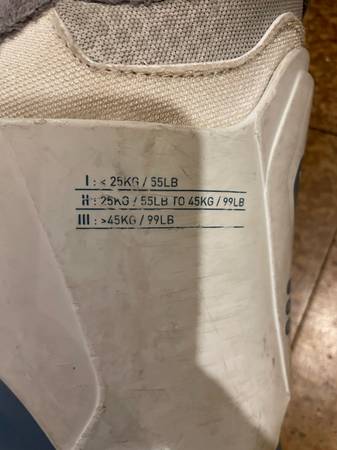 I : < 25KG / 55LB
II : 25KG / 55LB TO 45KG / 99LB
III : >45KG / 99LB